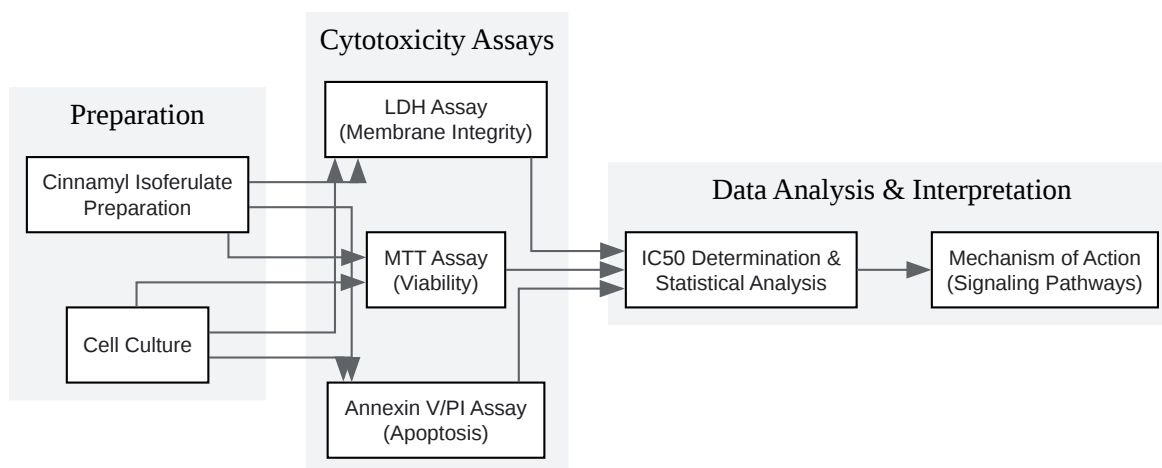 Preparation
Cinnamyl Isoferulate
Preparation
Cell Culture
Cytotoxicity Assays
LDH Assay
(Membrane Integrity)
MTT Assay
(Viability)
Annexin V/PI Assay
(Apoptosis)
Data Analysis & Interpretation
IC50 Determination &
Statistical Analysis
Mechanism of Action
(Signaling Pathways)